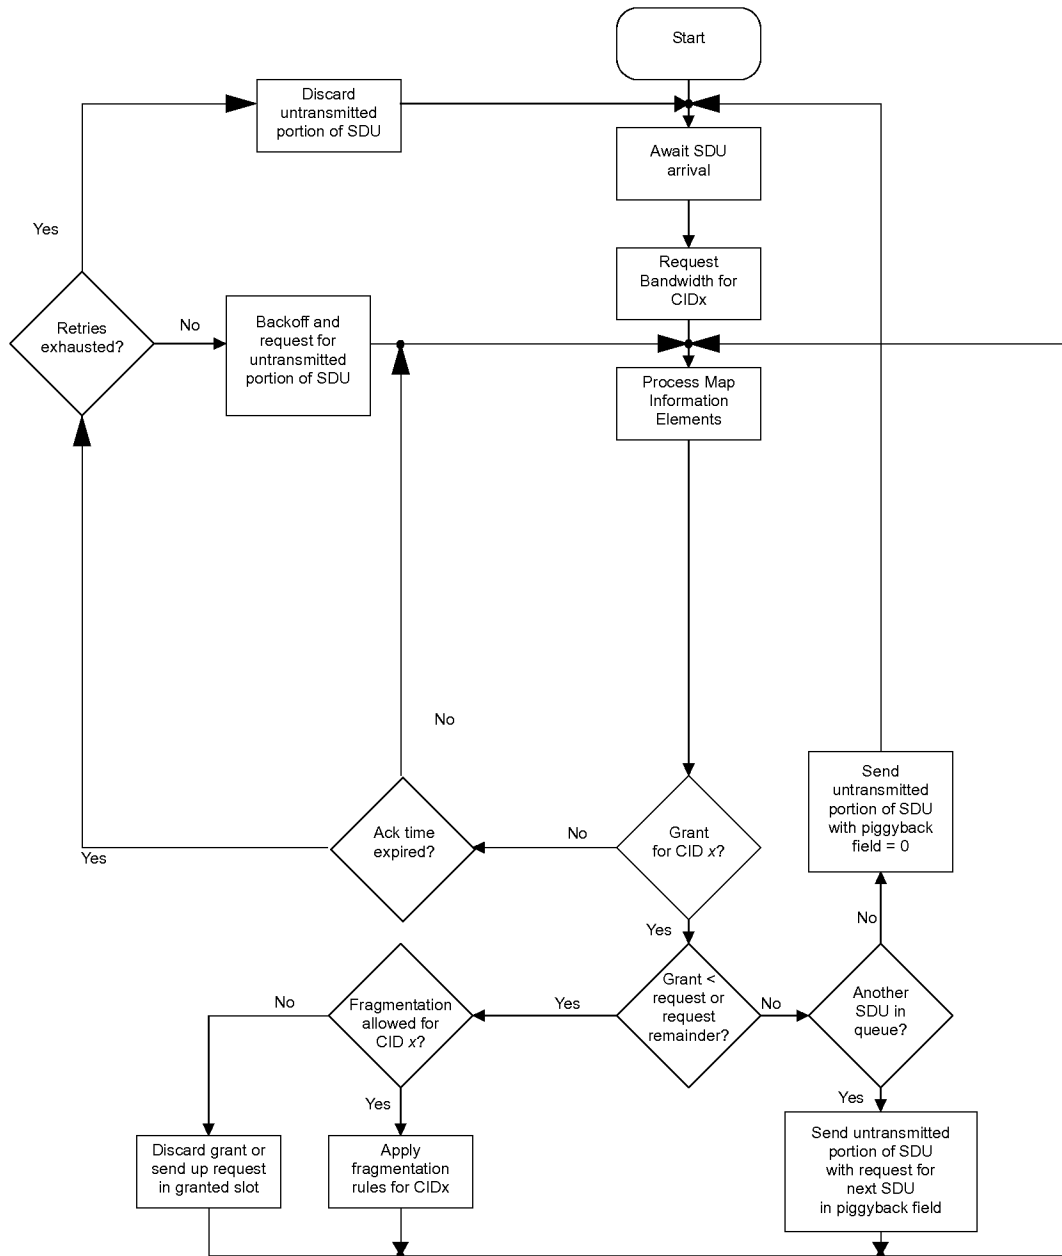 Start
Discard
untransmitted
portion of SDU
Await SDU
arrival
Yes
Request
Bandwidth for
CIDx
Retries
exhausted?
No
Backoff and
request for
untransmitted
portion of SDU
Process Map
Information
Elements
No
Send
untransmitted
portion of SDU
with piggyback
field = 0
Yes
Ack time
expired?
No
Grant
for CID x?
No
Yes
No
Fragmentation
allowed for
CID x?
Yes
Grant <
request or
request
remainder?
No
Another
SDU in
queue?
Yes
Yes
Discard grant or
send up request
in granted slot
Apply
fragmentation
rules for CIDx
Send untransmitted
portion of SDU
with request for
next SDU
in piggyback field